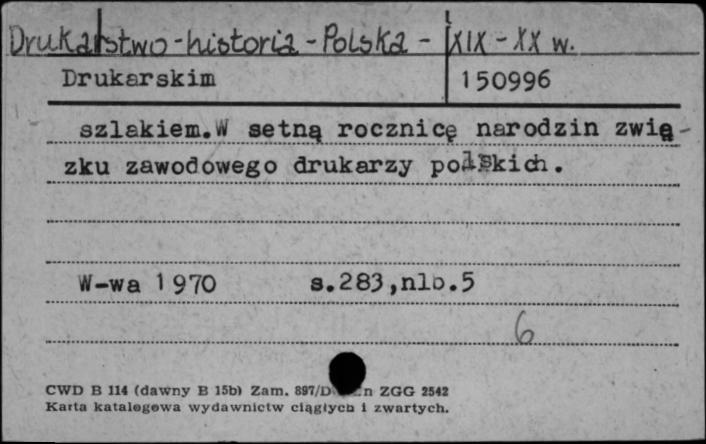 Drukarstwo-historia-Polska-XIX-XX w.
Drukarskim 150996
szlakiem.W setną rocznicę narodzin zwią-
zku zawodowego drukarzy polskich.
W-wa 1970 s.283,nlb.5
6
CWD B 114 (dawny B 15b) Zam. 897/D n ZGG 2542
Karta katalogowa wydawnictw ciągłych i zwartych.